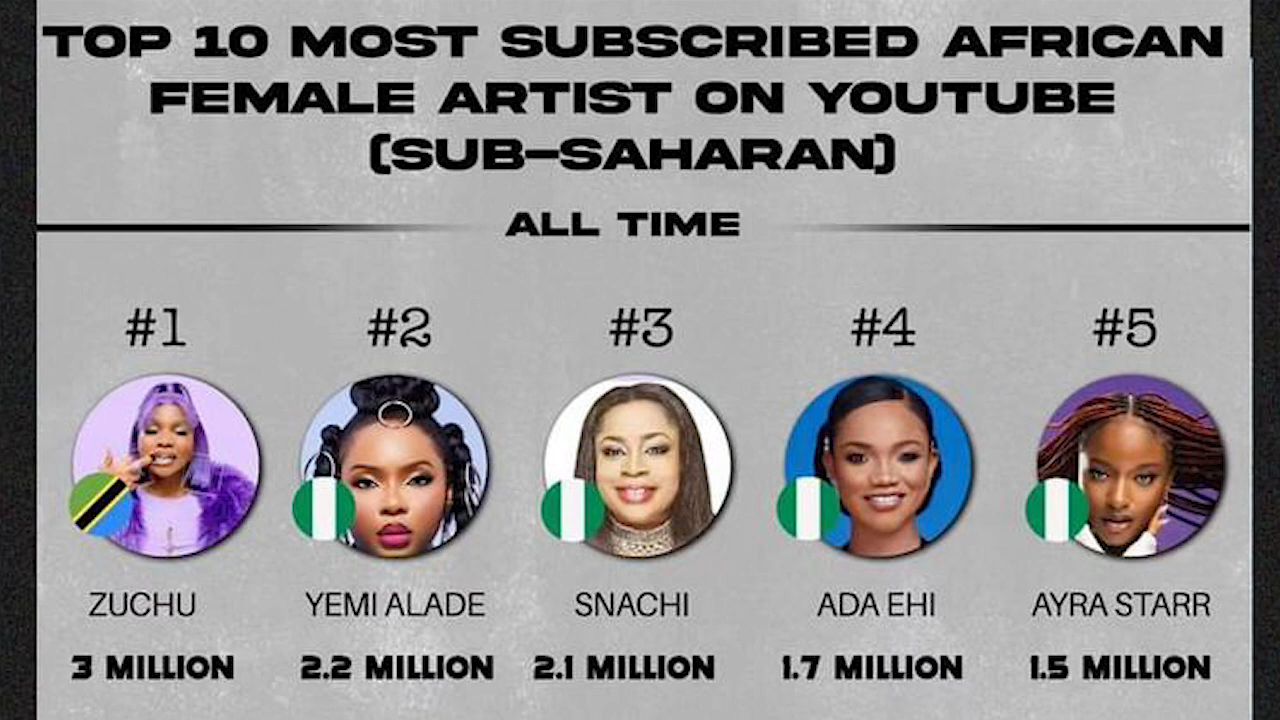 TOP 10 MOST SUBSCRIBED AFRICAN
FEMALE ARTIST ON YOUTUBE
(SUB-SAHARAN)
ALL TIME
#1 #2 #3 #4 #5
ZUCHU YEMI ALADE SNACHI ADA EHI AYRA STARR
3 MILLION 2.2 MILLION 2.1 MILLION 1.7 MILLION 1.5 MILLION